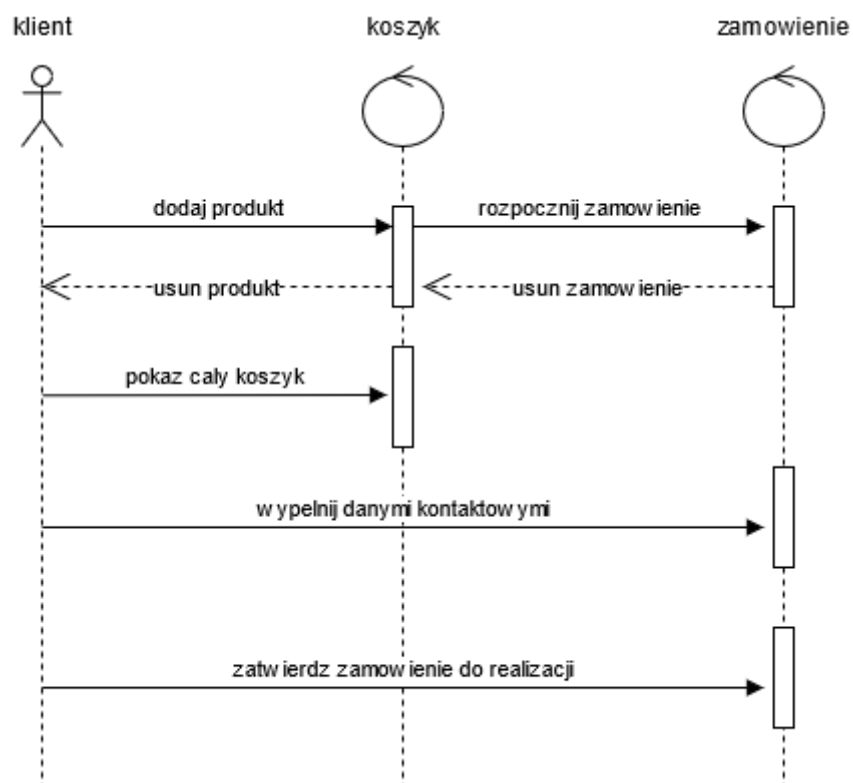 klient
koszyk
zamowienie
dodaj produkt
rozpocznij zamowienie
usun produkt
usun zamowienie
pokaz caly koszyk
wypelnij danymi kontaktowymi
zatwierdz zamowienie do realizacji